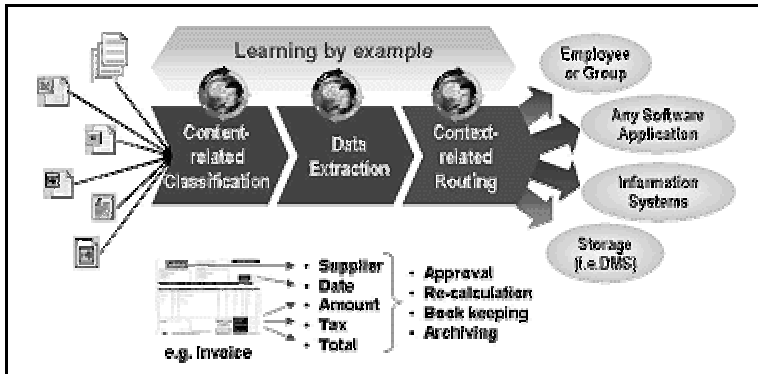 Learning by example
Content-
related
Classification
Data
Extraction
Context-
related
Routing
Employee
or Group
Any Software
Application
Information
Systems
Storage
(f.e.DMS)
• Supplier
• Date
• Amount
• Tax
• Total
• Approval
• Re-calculation
• Book keeping
• Archiving
e.g. Invoice